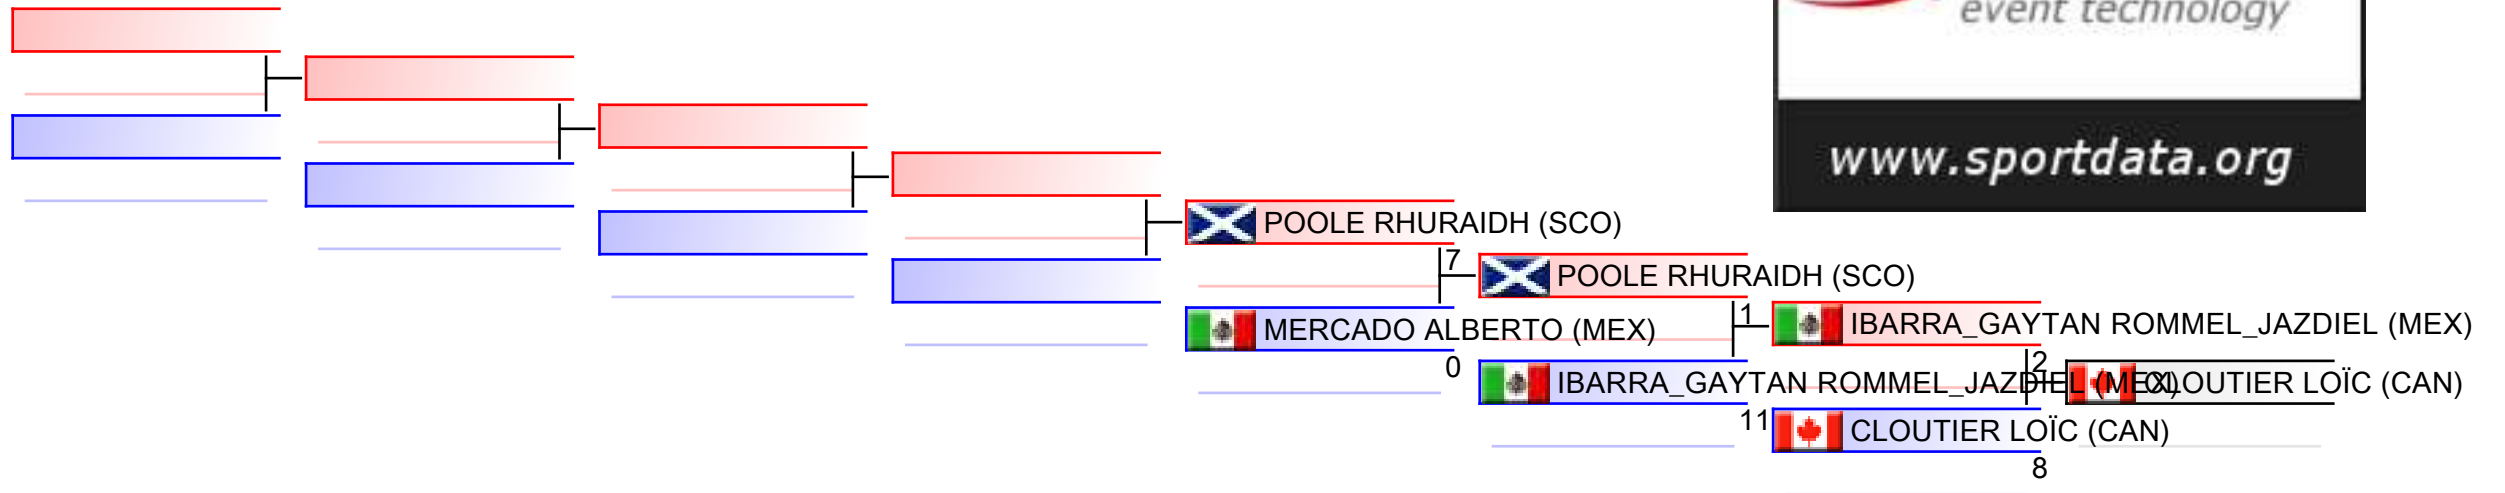 event technology
www.sportdata.org
POOLE RHURAIDH (SCO)
7
POOLE RHURAIDH (SCO)
1
MERCADO ALBERTO (MEX)
0
IBARRA_GAYTAN ROMMEL_JAZDIEL (MEX)
2
IBARRA_GAYTAN ROMMEL_JAZDIEL (MEX)
11
CLOUTIER LOÏC (CAN)
CLOUTIER LOÏC (CAN)
8